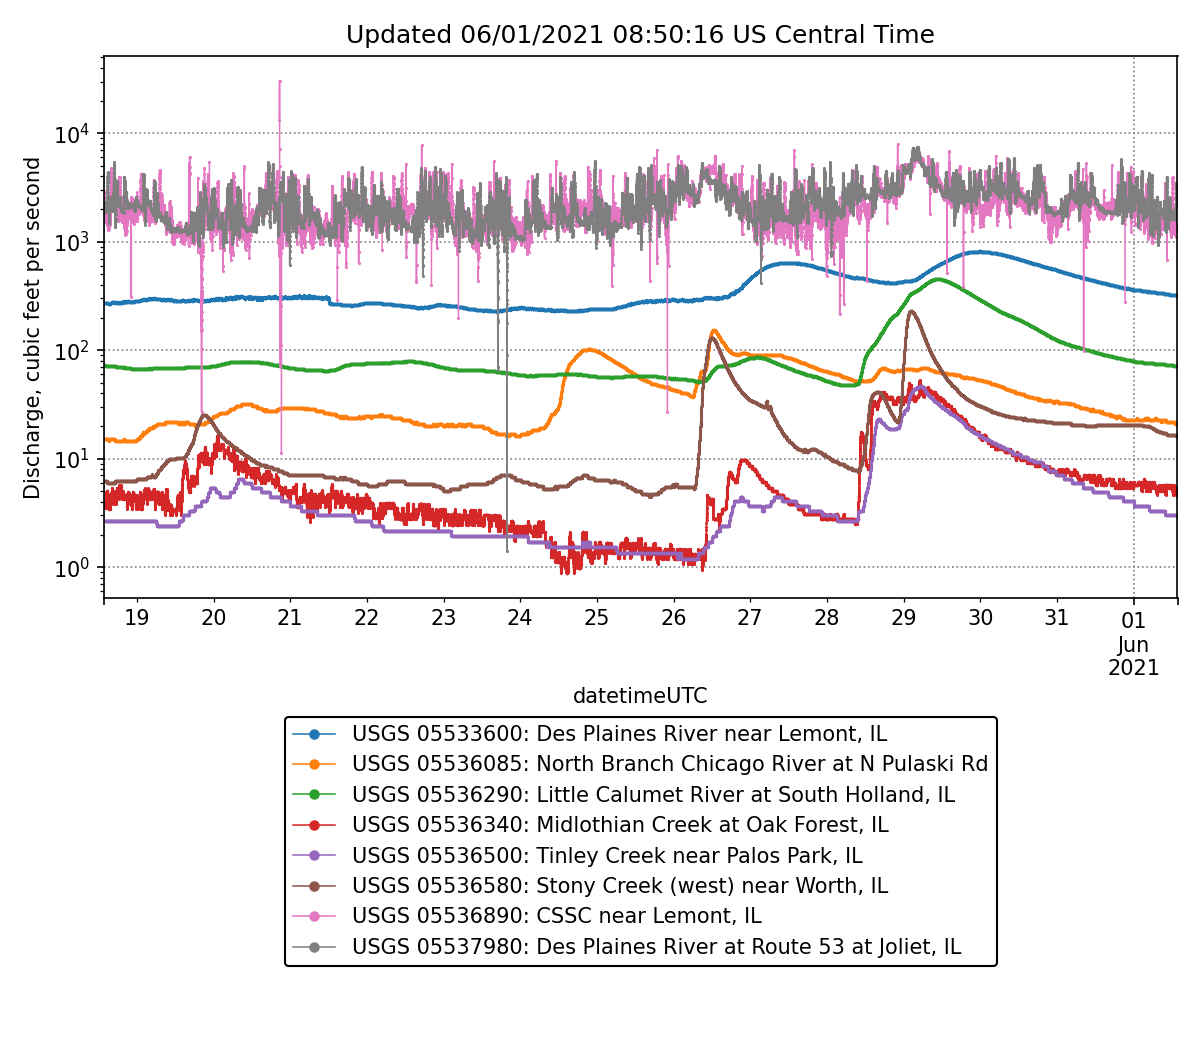 Updated 06/01/2021 08:50:16 US Central Time
Discharge, cubic feet per second
10⁴
10³
10²
10¹
10⁰
19 20 21 22 23 24 25 26 27 28 29 30 31 01
Jun
2021
datetimeUTC
USGS 05533600: Des Plaines River near Lemont, IL
USGS 05536085: North Branch Chicago River at N Pulaski Rd
USGS 05536290: Little Calumet River at South Holland, IL
USGS 05536340: Midlothian Creek at Oak Forest, IL
USGS 05536500: Tinley Creek near Palos Park, IL
USGS 05536580: Stony Creek (west) near Worth, IL
USGS 05536890: CSSC near Lemont, IL
USGS 05537980: Des Plaines River at Route 53 at Joliet, IL